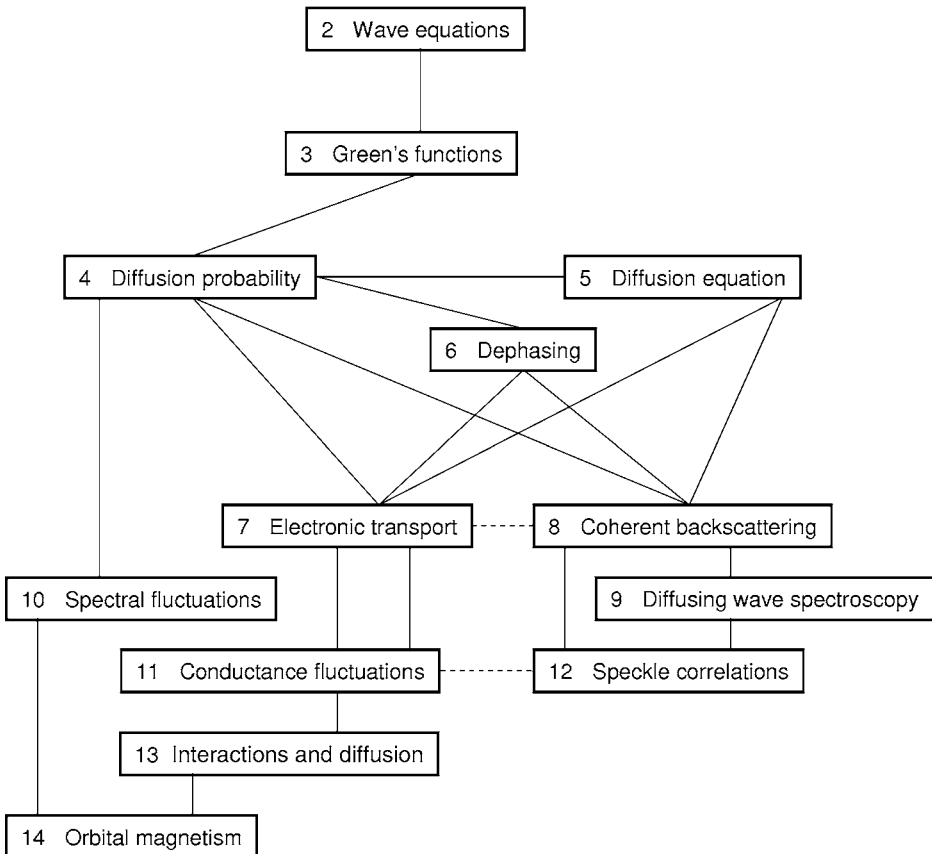 2 Wave equations
3 Green's functions
4 Diffusion probability
5 Diffusion equation
6 Dephasing
7 Electronic transport
8 Coherent backscattering
10 Spectral fluctuations
9 Diffusing wave spectroscopy
11 Conductance fluctuations
12 Speckle correlations
13 Interactions and diffusion
14 Orbital magnetism